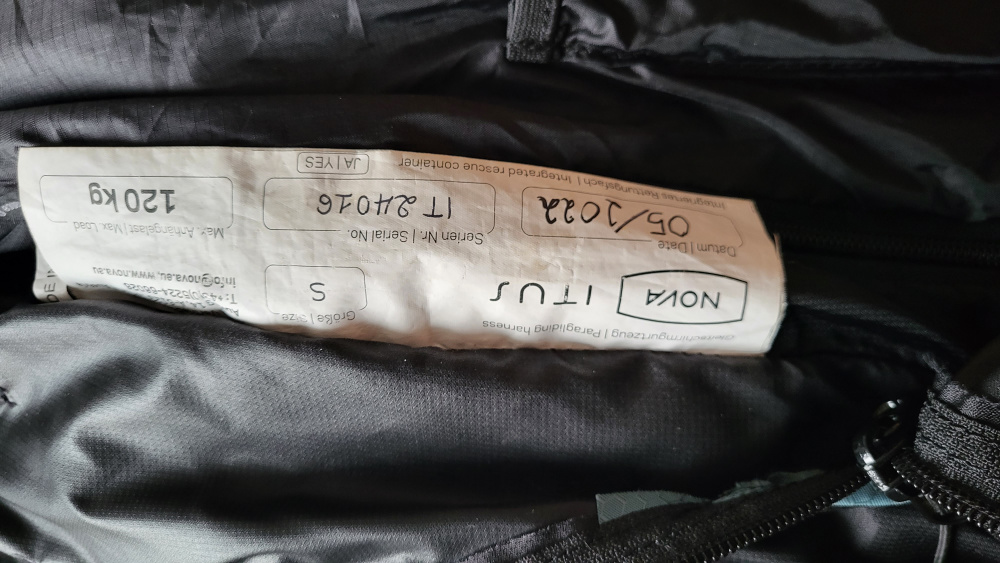 Gleitschirmgurtzeug | Paragliding harness
NOVA
ITUS
Größe | Size
S
info@nova.eu, www.nova.eu
Datum | Date
05/2022
Serien Nr. | Serial No.
IT 24016
Max. Anhängelast | Max. Load
120 kg
Integriertes Rettungsfach | Integrated rescue container
JA | YES